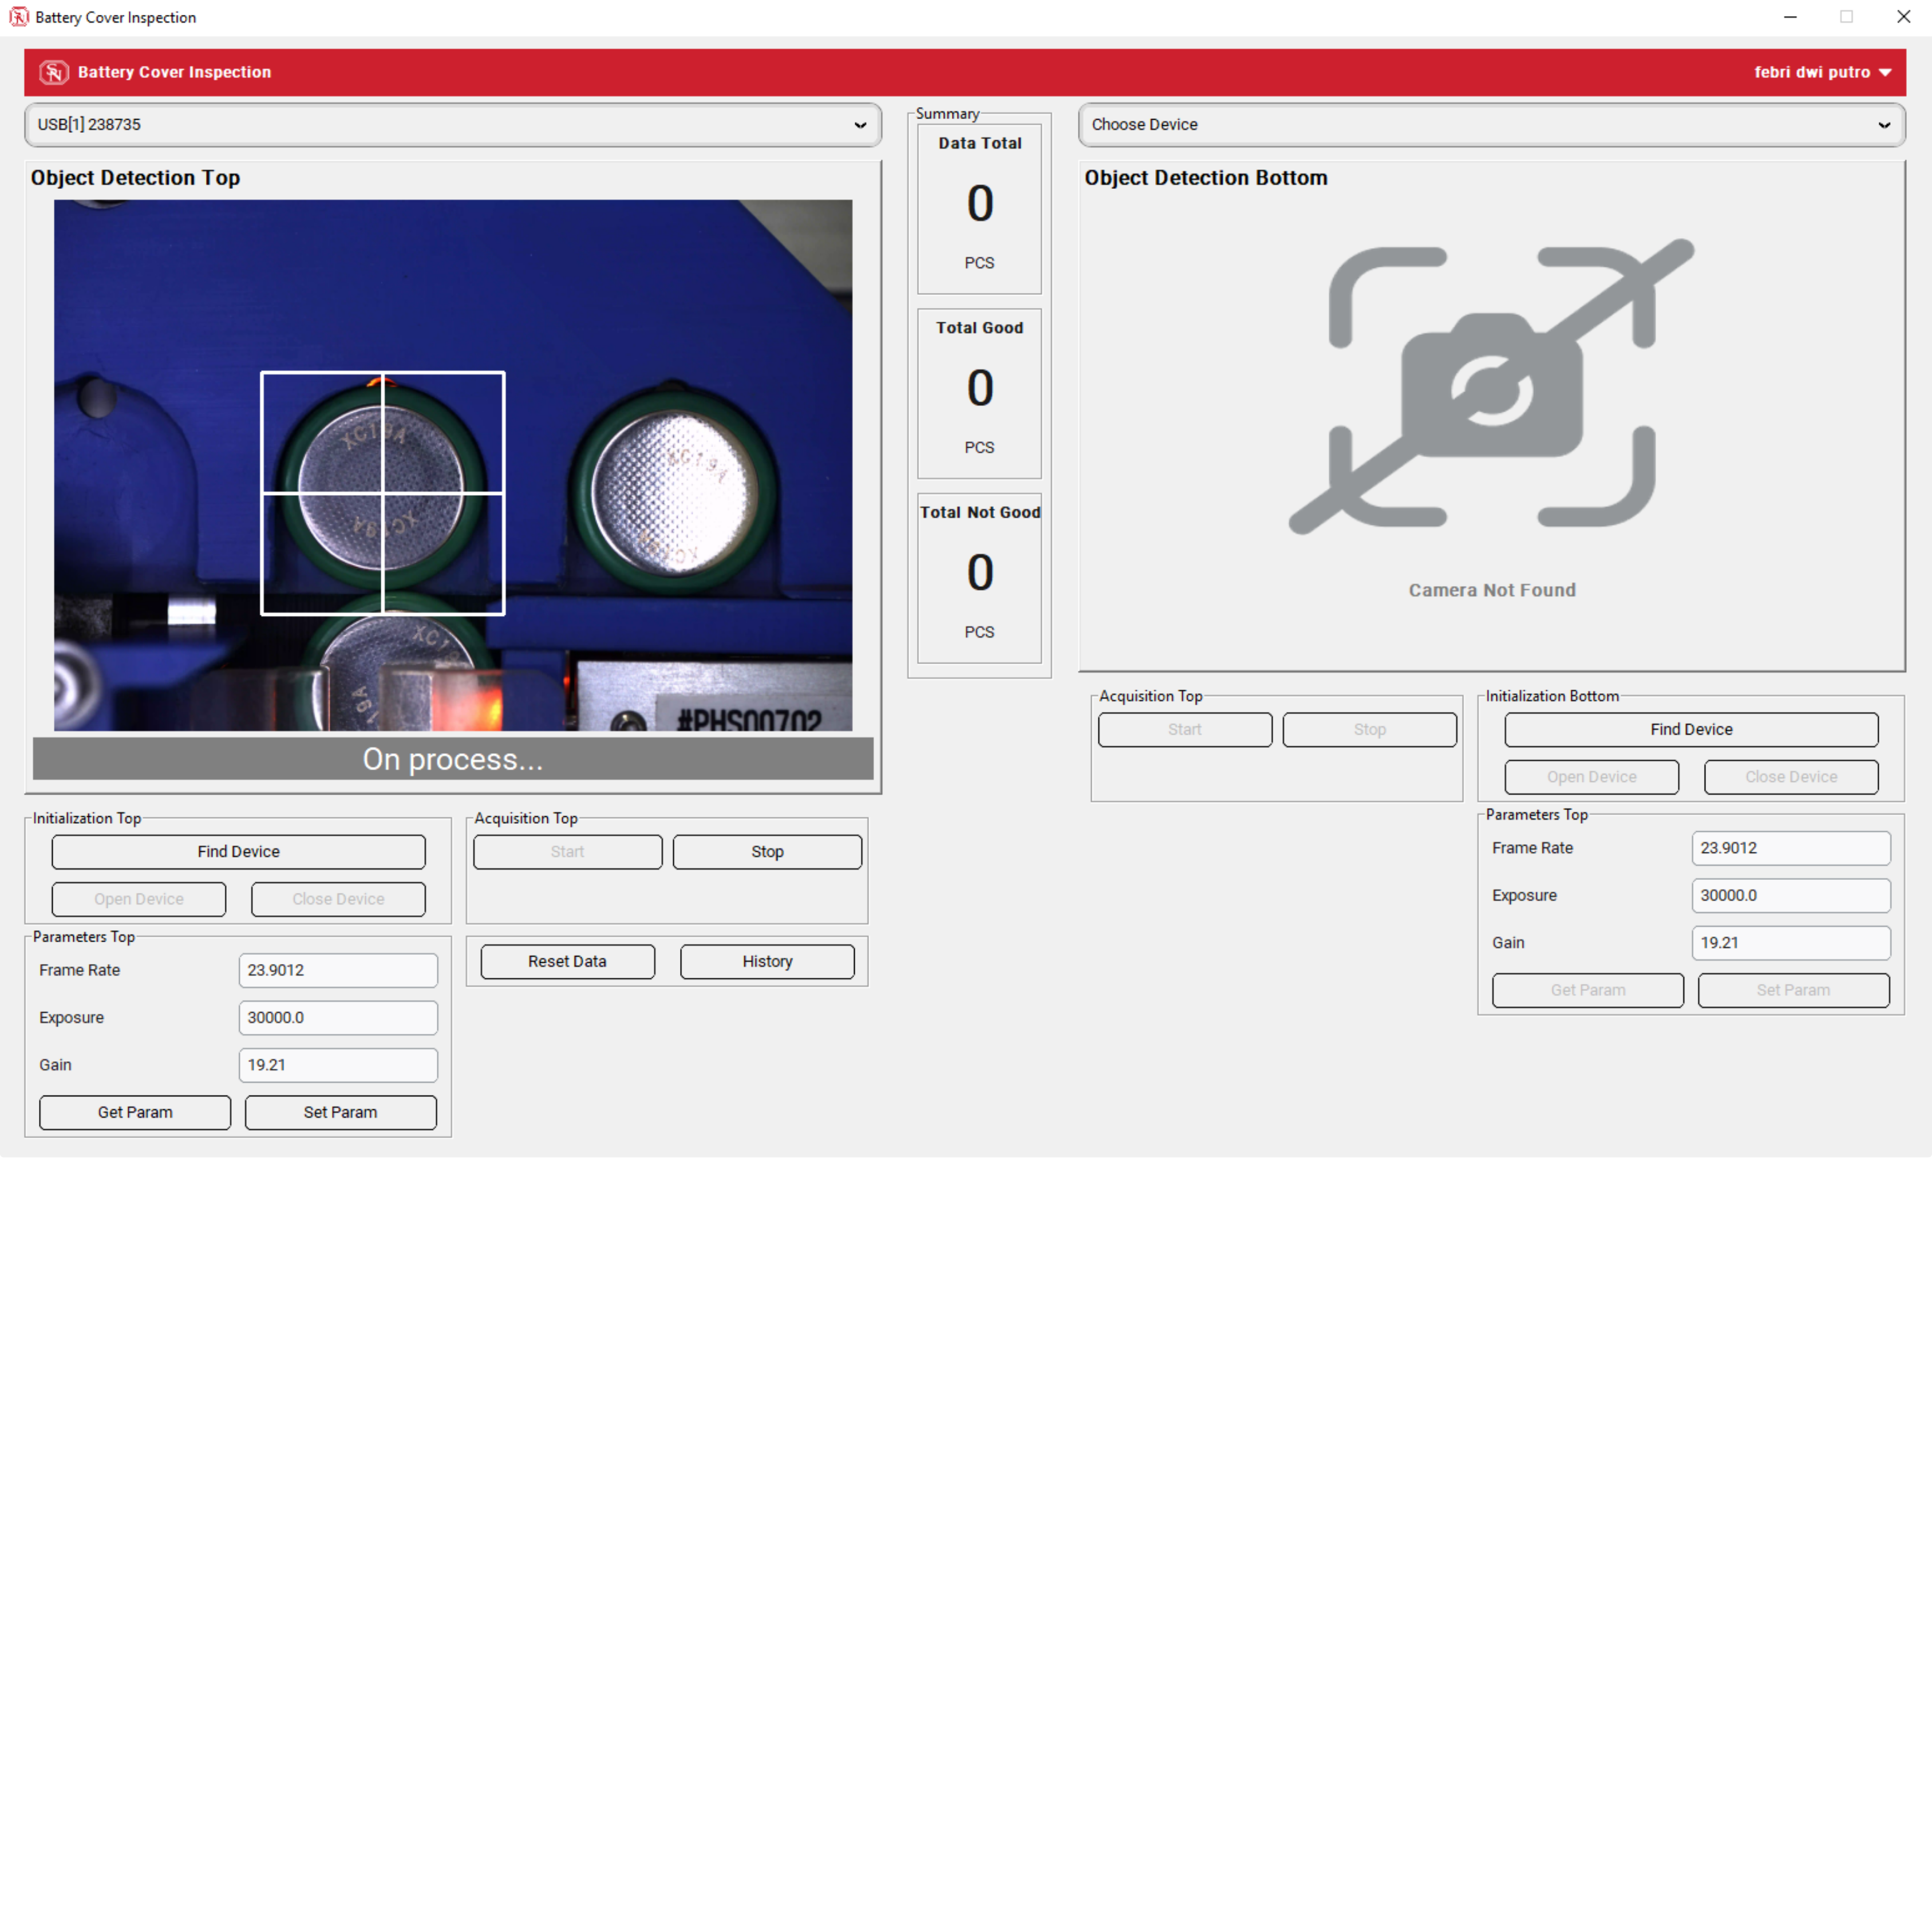 Battery Cover Inspection
Battery Cover Inspection
febri dwi putro
USB[1] 238735
Object Detection Top
XC19A
XC19A
XC19A
XC19A
XC19
#PHS00702
On process...
Initialization Top
Find Device
Open Device
Close Device
Parameters Top
Frame Rate
23.9012
Exposure
30000.0
Gain
19.21
Get Param
Set Param
Acquisition Top
Start
Stop
Reset Data
History
Summary
Data Total
0
PCS
Total Good
0
PCS
Total Not Good
0
PCS
Choose Device
Object Detection Bottom
Camera Not Found
Acquisition Top
Start
Stop
Initialization Bottom
Find Device
Open Device
Close Device
Parameters Top
Frame Rate
23.9012
Exposure
30000.0
Gain
19.21
Get Param
Set Param